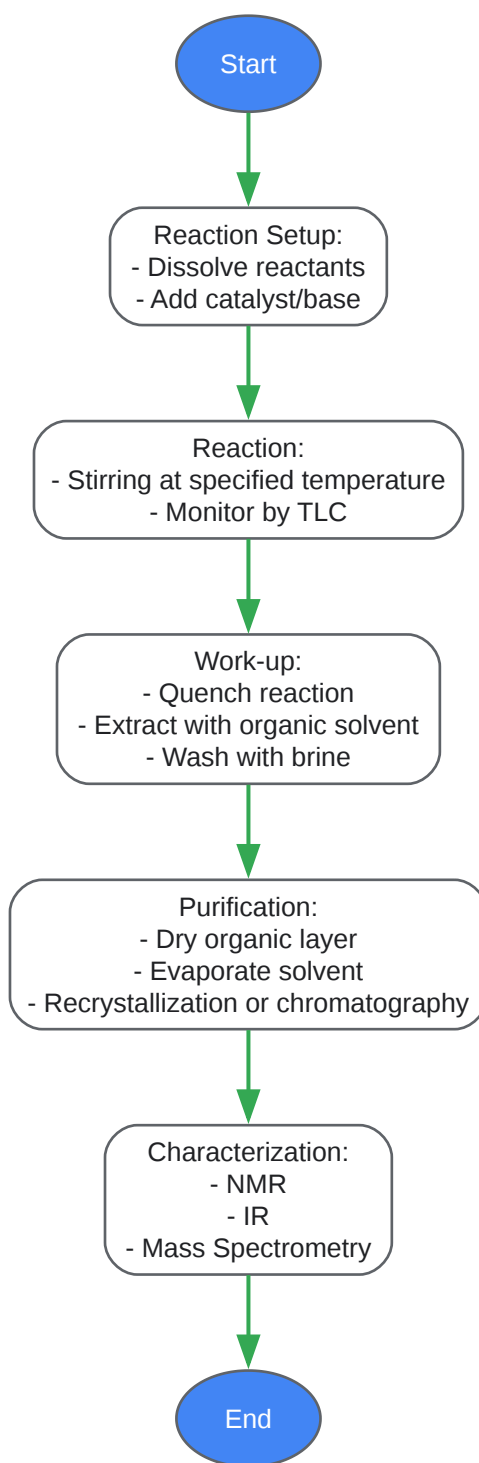 Start
Reaction Setup:
- Dissolve reactants
- Add catalyst/base
Reaction:
- Stirring at specified temperature
- Monitor by TLC
Work-up:
- Quench reaction
- Extract with organic solvent
- Wash with brine
Purification:
- Dry organic layer
- Evaporate solvent
- Recrystallization or chromatography
Characterization:
- NMR
- IR
- Mass Spectrometry
End